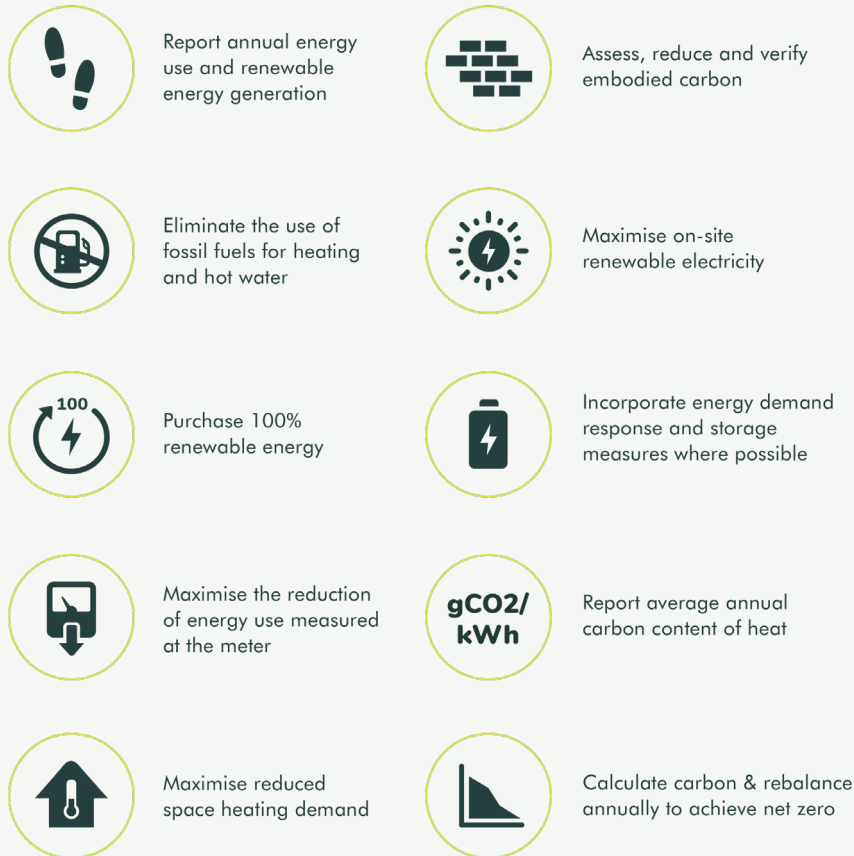 Report annual energy
use and renewable
energy generation
Assess, reduce and verify
embodied carbon
Eliminate the use of
fossil fuels for heating
and hot water
Maximise on-site
renewable electricity
100
Purchase 100%
renewable energy
Incorporate energy demand
response and storage
measures where possible
Maximise the reduction
of energy use measured
at the meter
gCO2/
kWh
Report average annual
carbon content of heat
Maximise reduced
space heating demand
Calculate carbon & rebalance
annually to achieve net zero